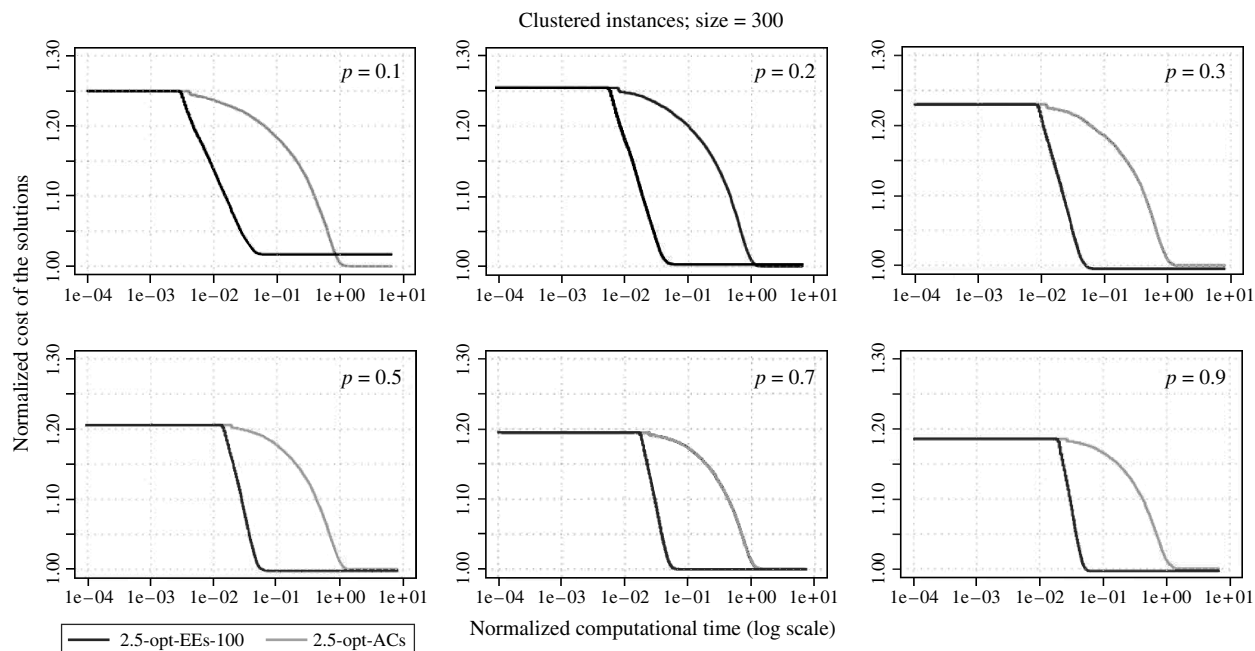 Clustered instances; size = 300
Normalized cost of the solutions
1.00 1.10 1.20 1.30
p = 0.1
1e−04 1e−03 1e−02 1e−01 1e+00 1e+01
1.00 1.10 1.20 1.30
p = 0.2
1e−04 1e−03 1e−02 1e−01 1e+00 1e+01
1.00 1.10 1.20 1.30
p = 0.3
1e−04 1e−03 1e−02 1e−01 1e+00 1e+01
1.00 1.10 1.20 1.30
p = 0.5
1e−04 1e−03 1e−02 1e−01 1e+00 1e+01
1.00 1.10 1.20 1.30
p = 0.7
1e−04 1e−03 1e−02 1e−01 1e+00 1e+01
1.00 1.10 1.20 1.30
p = 0.9
1e−04 1e−03 1e−02 1e−01 1e+00 1e+01
2.5-opt-EEs-100 2.5-opt-ACs
Normalized computational time (log scale)